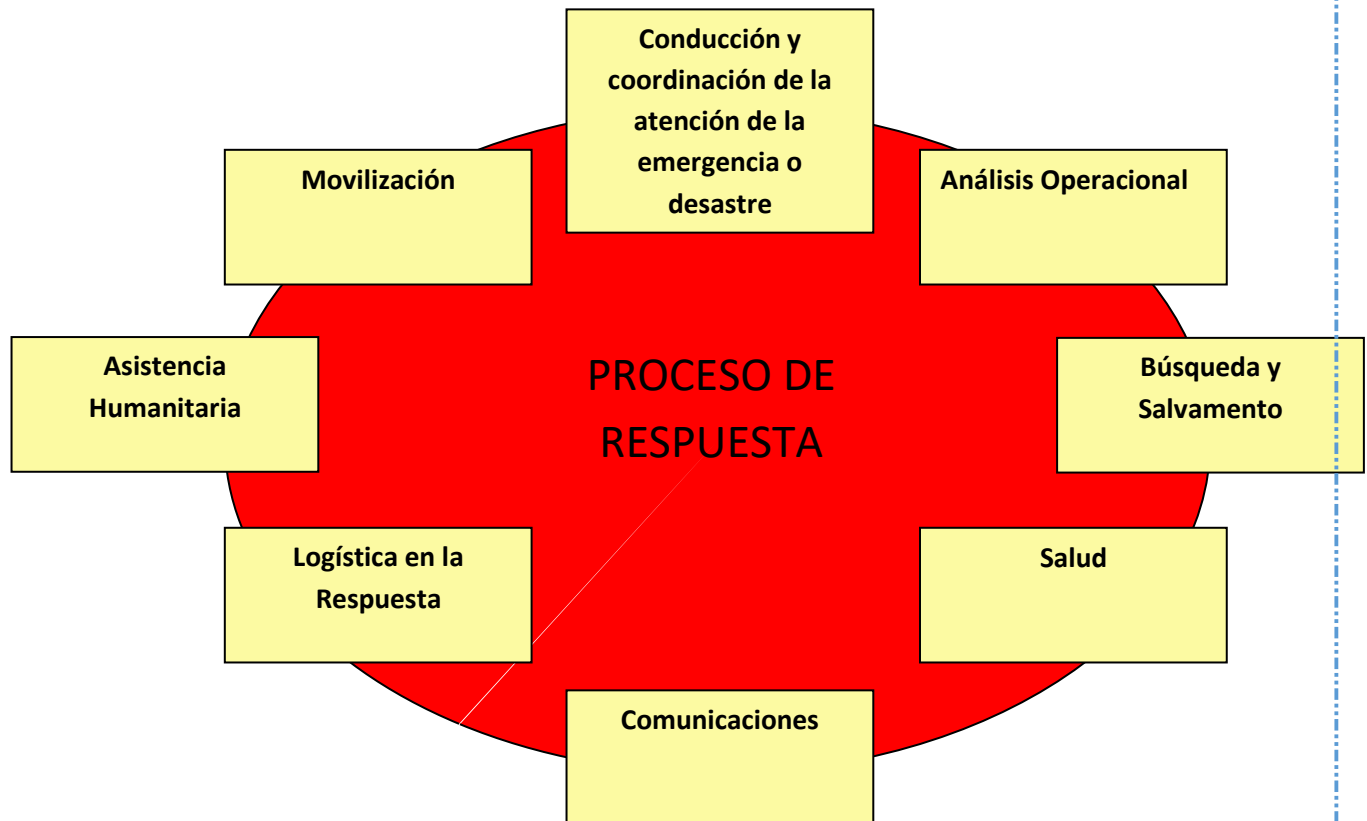 Conducción y
coordinación de la
atención de la
emergencia o
desastre
Movilización
Análisis Operacional
Asistencia
Humanitaria
PROCESO DE
RESPUESTA
Búsqueda y
Salvamento
Logística en la
Respuesta
Salud
Comunicaciones